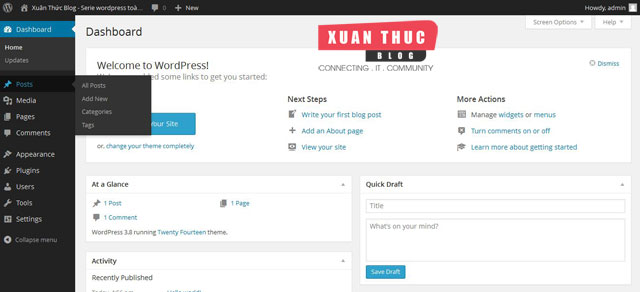 Xuân Thức Blog - Serie wordpress toà...
0
+ New
Howdy, admin
Dashboard
Home
Updates
Posts
All Posts
Add New
Categories
Tags
Media
Pages
Comments
Appearance
Plugins
Users
Tools
Settings
Collapse menu
Dashboard
Screen Options
Help
XUAN THUC
BLOG
CONNECTING . IT . COMMUNITY
Dismiss
Welcome to WordPress!
some links to get you started:
Your Site
or, change your theme completely
Next Steps
Write your first blog post
Add an About page
View your site
More Actions
Manage widgets or menus
Turn comments on or off
Learn more about getting started
At a Glance
1 Post
1 Page
1 Comment
WordPress 3.8 running Twenty Fourteen theme.
Activity
Recently Published
Quick Draft
Title
What's on your mind?
Save Draft